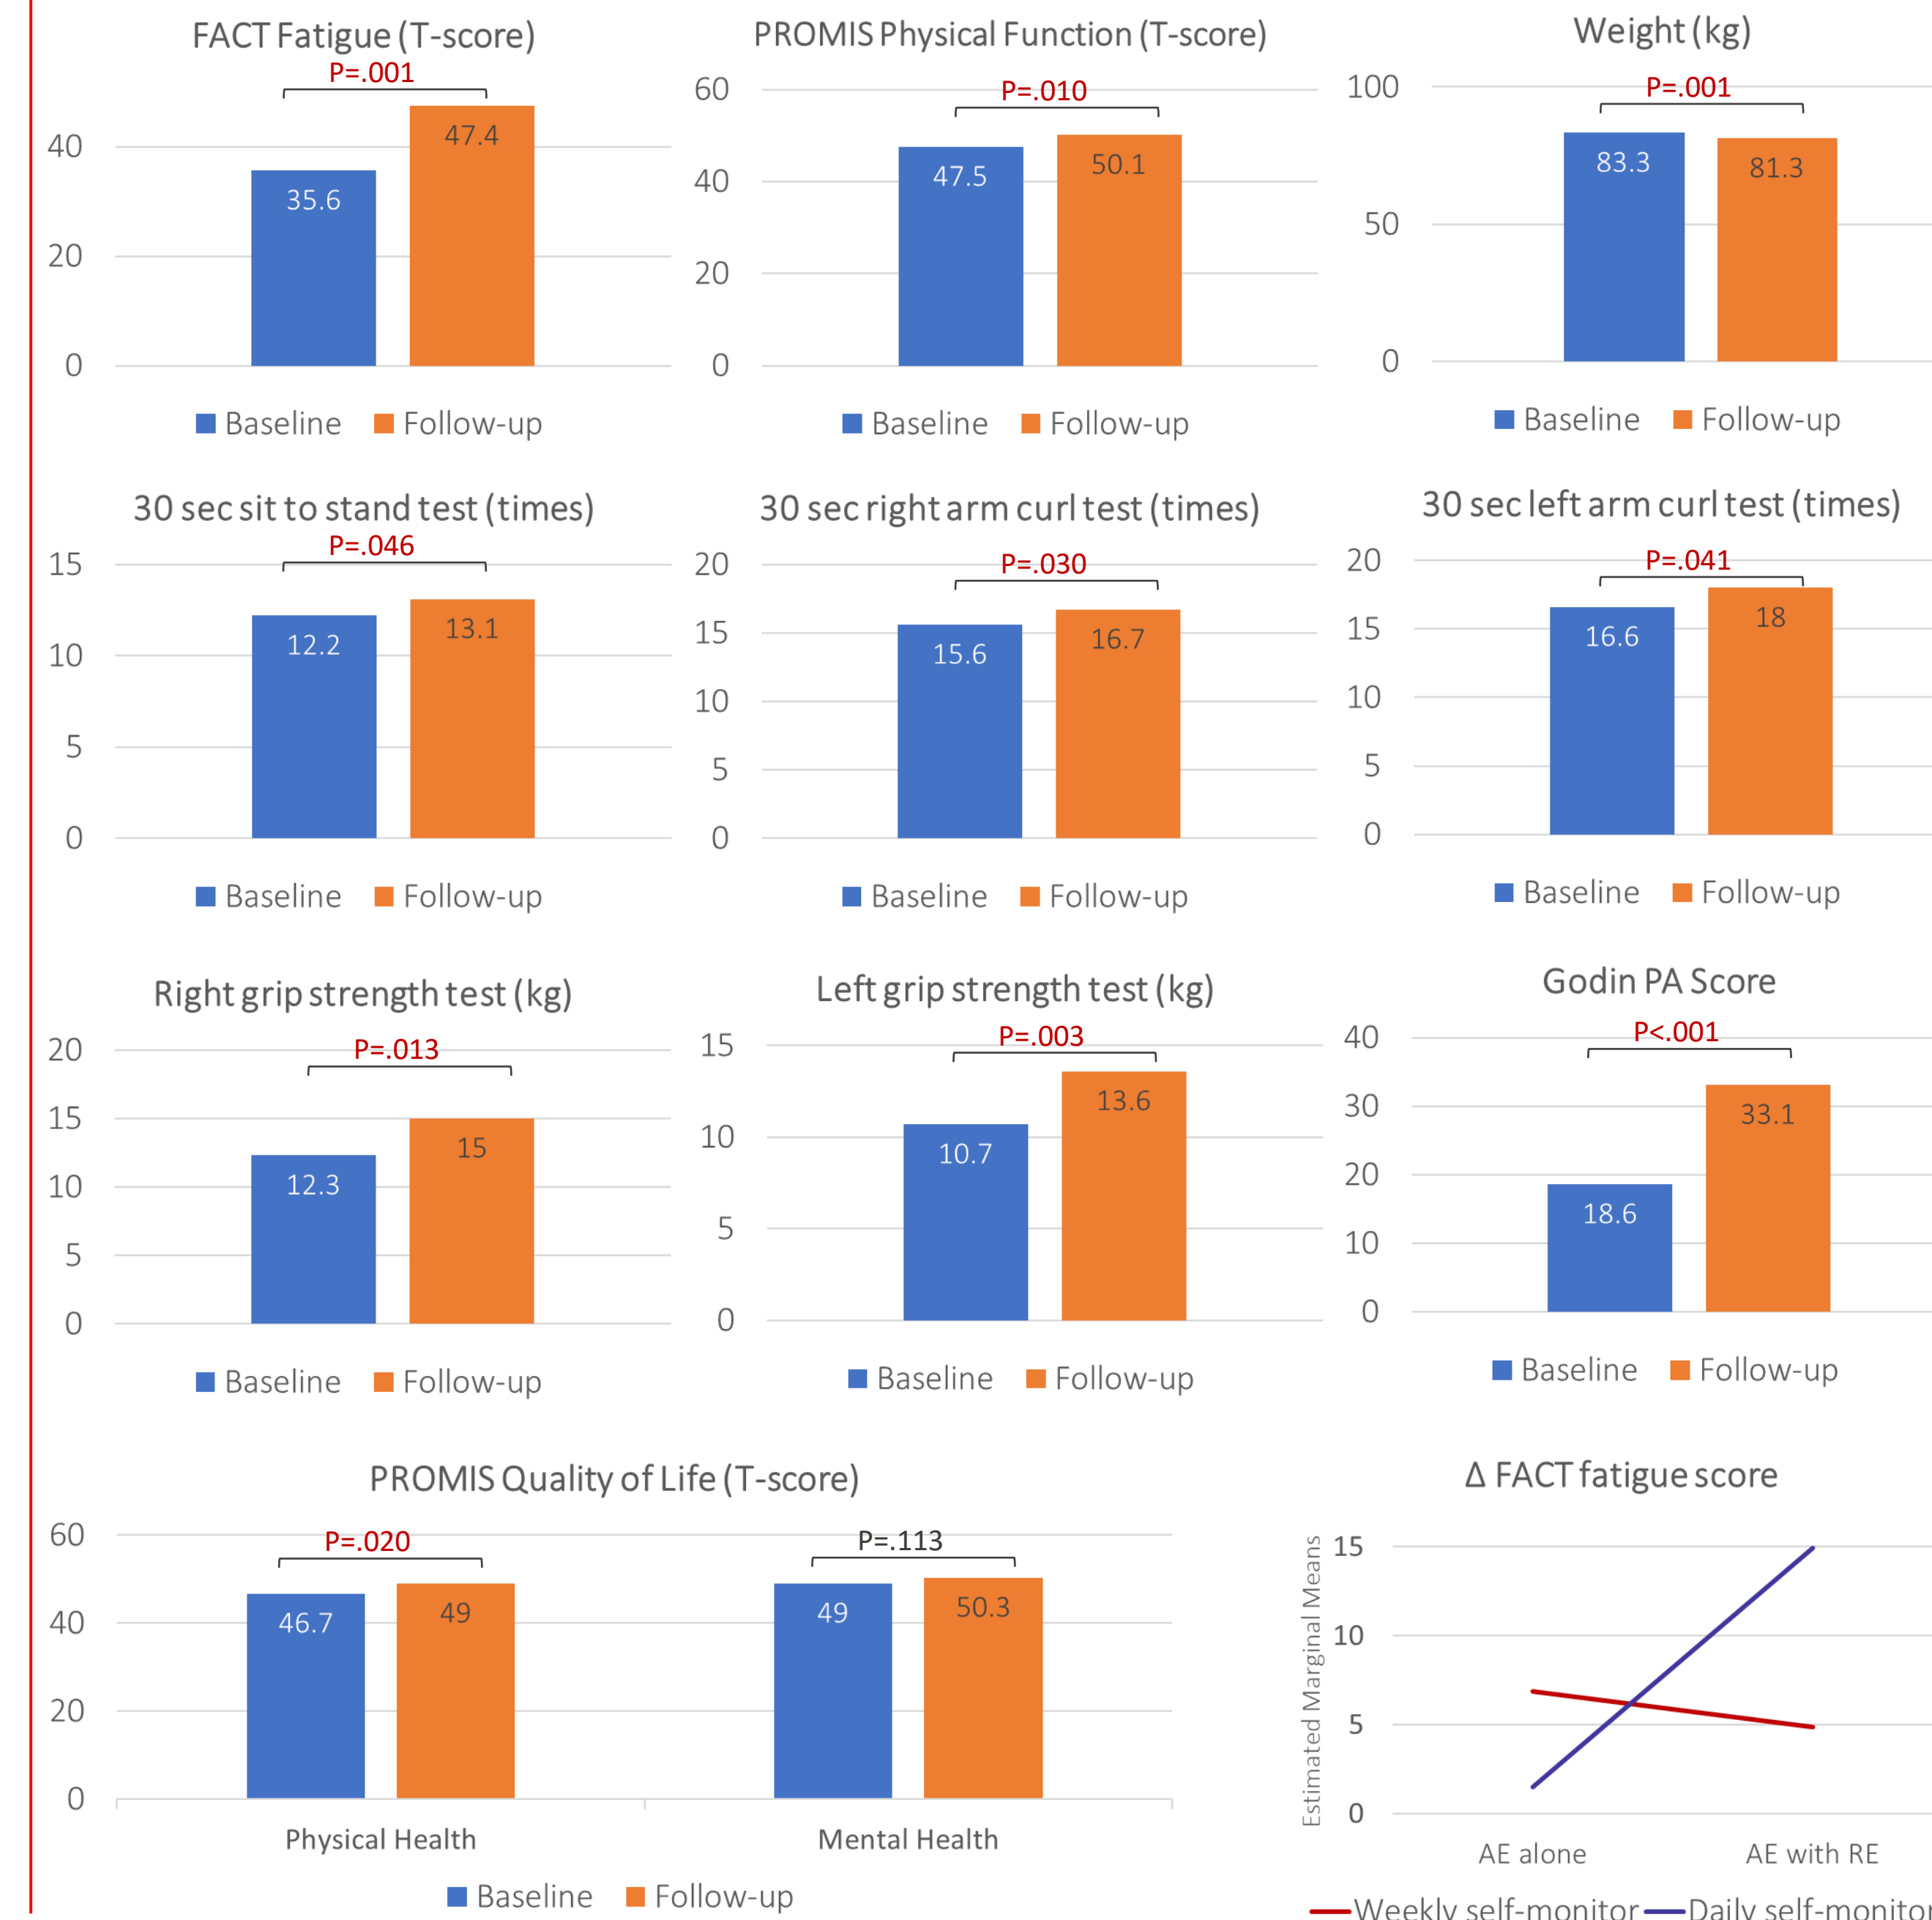 FACT Fatigue (T-score)
P=.001
40
20
0
35.6
47.4
Baseline
Follow-up
PROMIS Physical Function (T-score)
P=.010
60
40
20
0
47.5
50.1
Baseline
Follow-up
Weight (kg)
P=.001
100
50
0
83.3
81.3
Baseline
Follow-up
30 sec sit to stand test (times)
P=.046
15
10
5
0
12.2
13.1
Baseline
Follow-up
30 sec right arm curl test (times)
P=.030
20
15
10
5
0
15.6
16.7
Baseline
Follow-up
30 sec left arm curl test (times)
P=.041
20
15
10
5
0
16.6
18
Baseline
Follow-up
Right grip strength test (kg)
P=.013
20
15
10
5
0
12.3
15
Baseline
Follow-up
Left grip strength test (kg)
P=.003
15
10
5
0
10.7
13.6
Baseline
Follow-up
Godin PA Score
P<.001
40
30
20
10
0
18.6
33.1
Baseline
Follow-up
PROMIS Quality of Life (T-score)
P=.020
P=.113
60
40
20
0
46.7
49
49
50.3
Physical Health
Mental Health
Baseline
Follow-up
Δ FACT fatigue score
Estimated Marginal Means
15
10
5
0
AE alone
AE with RE
Weekly self-monitor
Daily self-monitor